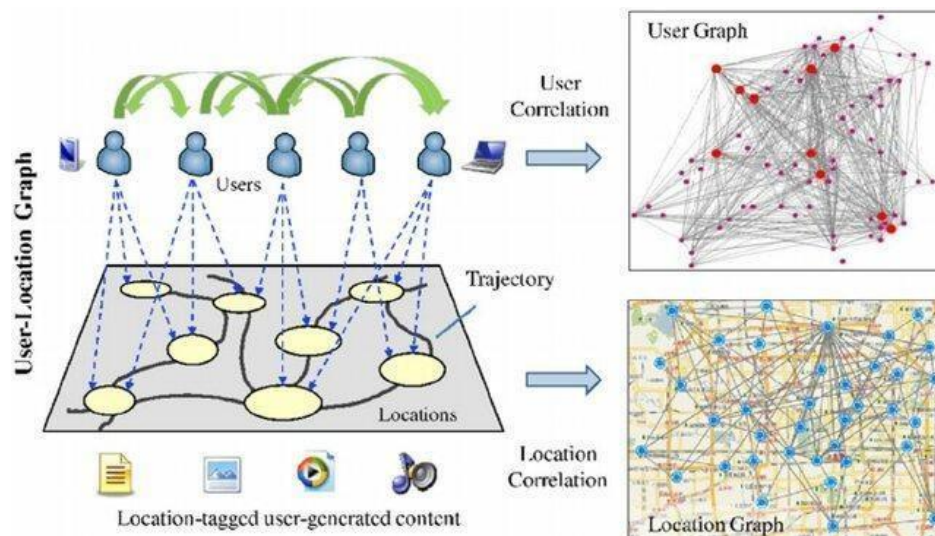 User-Location Graph
Users
Trajectory
Locations
Location-tagged user-generated content
User
Correlation
Location
Correlation
User Graph
Location Graph